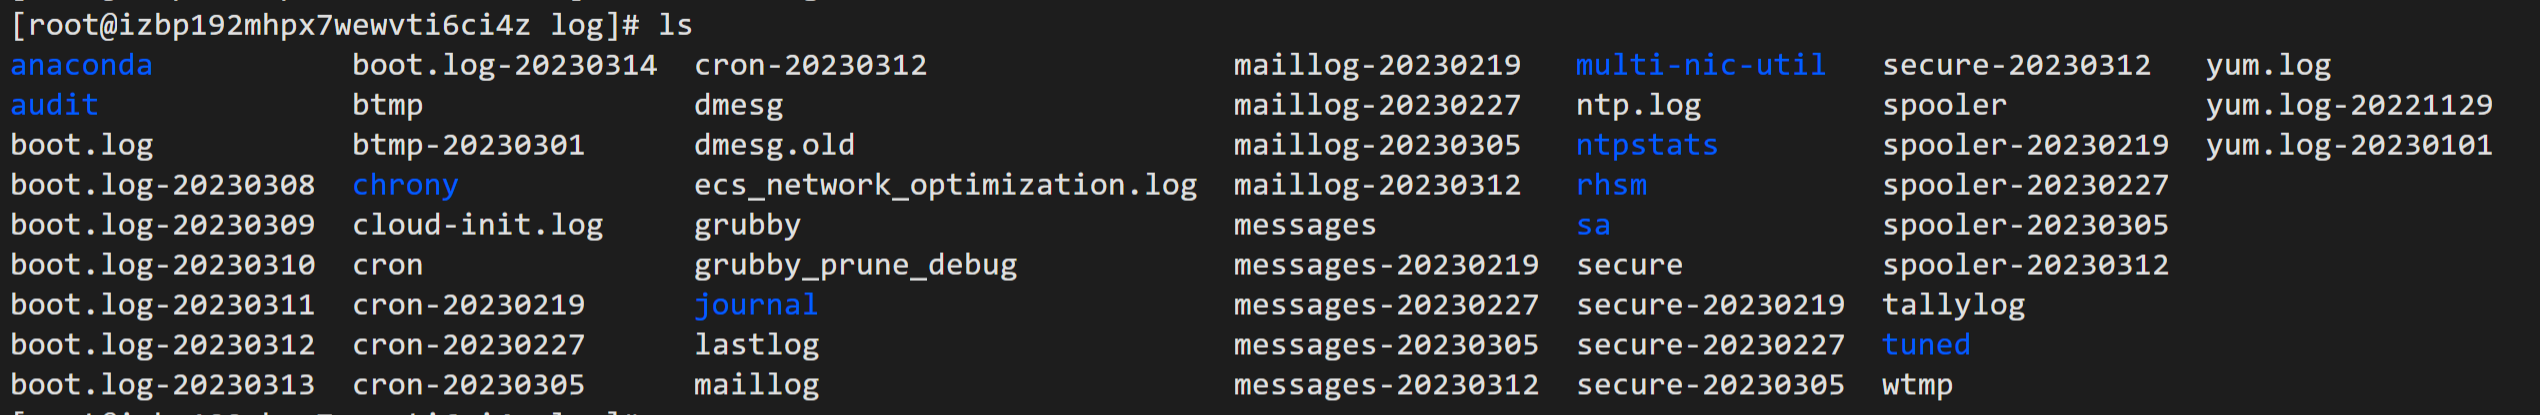 [root@izbp192mhpx7wewvti6ci4z log]# ls
anaconda boot.log-20230314 cron-20230312 maillog-20230219 multi-nic-util secure-20230312 yum.log
audit btmp dmesg maillog-20230227 ntp.log spooler yum.log-20221129
boot.log btmp-20230301 dmesg.old maillog-20230305 ntpstats spooler-20230219 yum.log-20230101
boot.log-20230308 chrony ecs_network_optimization.log maillog-20230312 rhsm spooler-20230227
boot.log-20230309 cloud-init.log grubby messages sa spooler-20230305
boot.log-20230310 cron grubby_prune_debug messages-20230219 secure spooler-20230312
boot.log-20230311 cron-20230219 journal messages-20230227 secure-20230219 tallylog
boot.log-20230312 cron-20230227 lastlog messages-20230305 secure-20230227 tuned
boot.log-20230313 cron-20230305 maillog messages-20230312 secure-20230305 wtmp